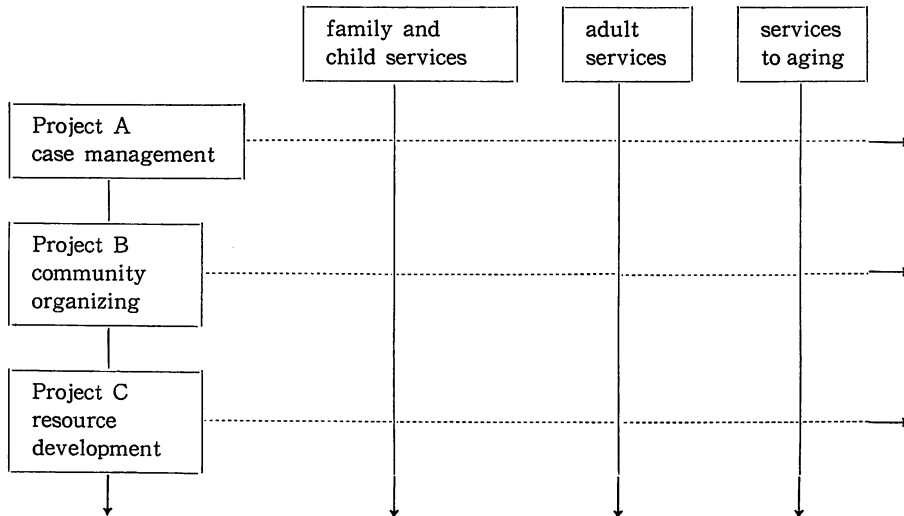 family and
child services
adult
services
services
to aging
Project A
case management
Project B
community
organizing
Project C
resource
development